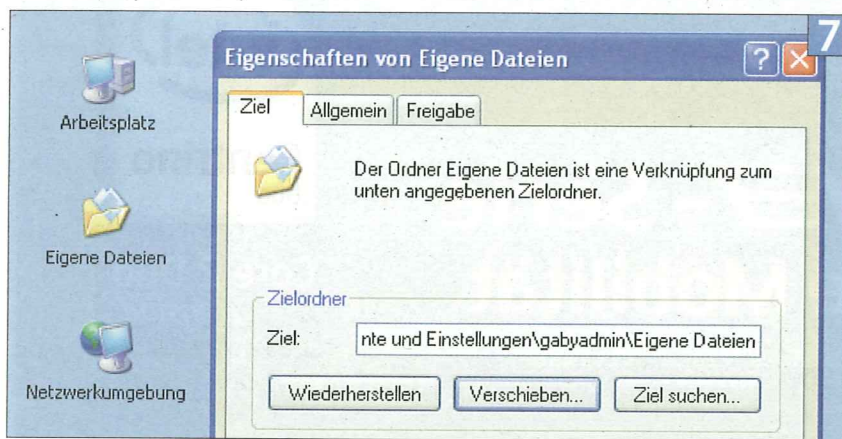 7
Arbeitsplatz
Eigene Dateien
Netzwerkumgebung
Eigenschaften von Eigene Dateien
?
Ziel
Allgemein
Freigabe
Der Ordner Eigene Dateien ist eine Verknüpfung zum
unten angegebenen Zielordner.
Zielordner
Ziel:
nte und Einstellungen\gabyadmin\Eigene Dateien
Wiederherstellen
Verschieben...
Ziel suchen...